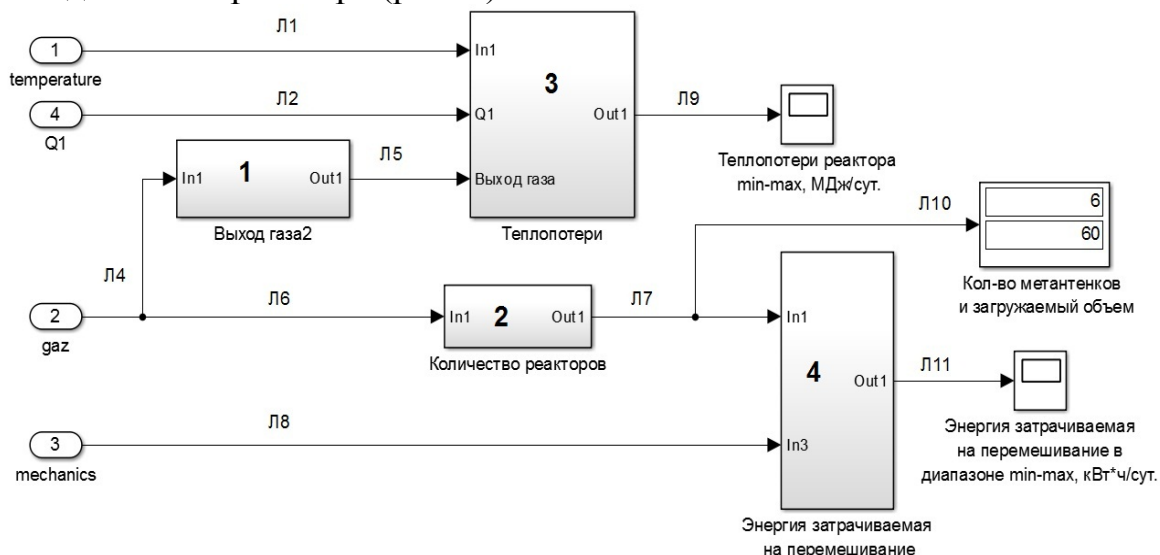 Л1
1
In1
temperature
3
Л2
4
Q1
Out1
Л9
Q1
Л5
1
In1
Out1
Выход газа
Теплопотери реактора
min-max, МДж/сут.
Выход газа2
Теплопотери
Л10
6
60
Л4
Кол-во метантенков
и загружаемый объем
Л6
Л7
2
In1
2
Out1
In1
gaz
Количество реакторов
4
Out1
Л11
Л8
3
In3
mechanics
Энергия затрачиваемая
на перемешивание в
диапазоне min-max, кВт*ч/сут.
Энергия затрачиваемая
на перемешивание